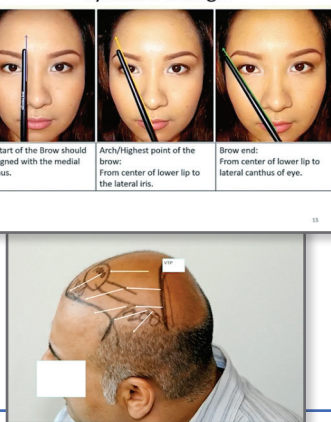 tart of the Brow should
gned with the medial
hus.
Arch/Highest point of the
brow:
From center of lower lip to
the lateral iris.
Brow end:
From center of lower lip to
lateral canthus of eye.
15
VTP